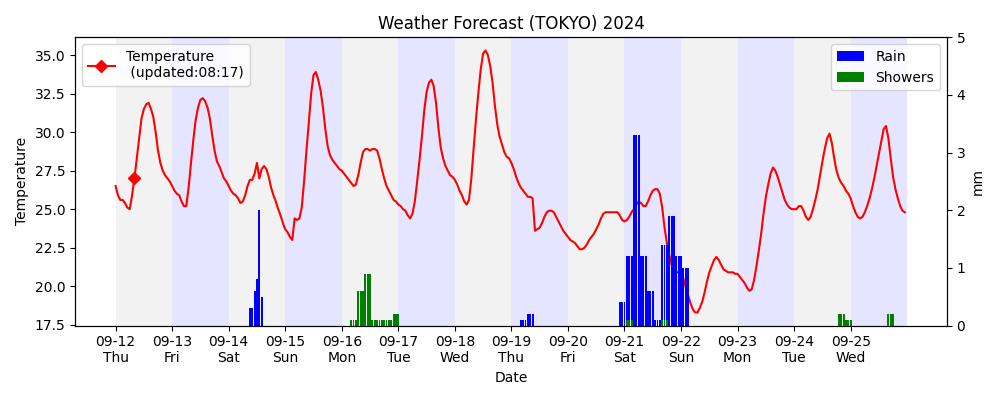 Weather Forecast (TOKYO) 2024
Temperature
(updated:08:17)
Rain
Showers
35.0
32.5
30.0
27.5
25.0
22.5
20.0
17.5
Temperature
5
4
3
2
1
0
mm
09-12 09-13 09-14 09-15 09-16 09-17 09-18 09-19 09-20 09-21 09-22 09-23 09-24 09-25
Thu Fri Sat Sun Mon Tue Wed Thu Fri Sat Sun Mon Tue Wed
Date